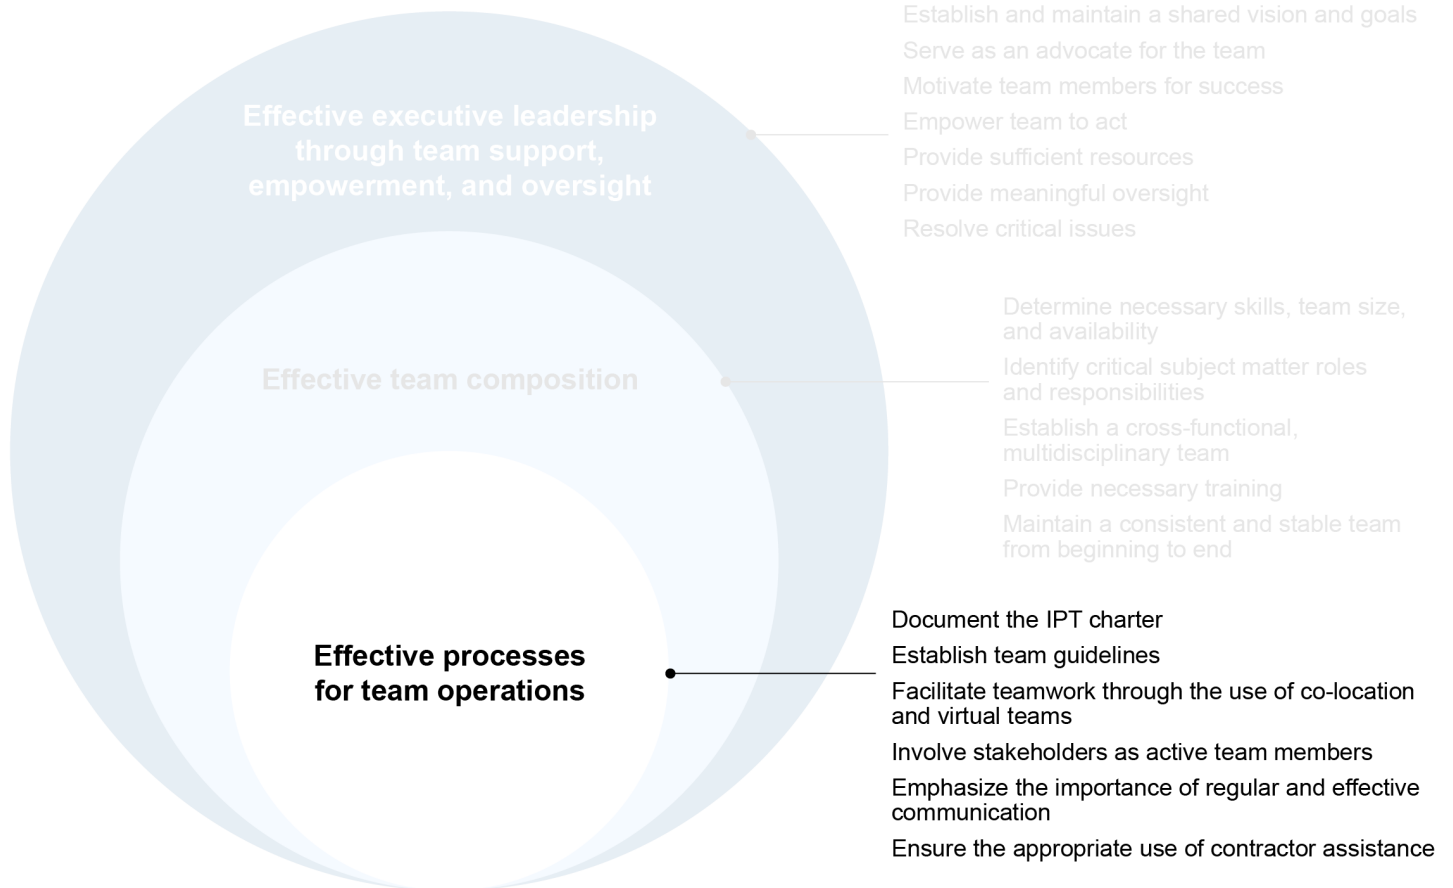 Effective executive leadership
through team support,
empowerment, and oversight
Establish and maintain a shared vision and goals
Serve as an advocate for the team
Motivate team members for success
Empower team to act
Provide sufficient resources
Provide meaningful oversight
Resolve critical issues
Effective team composition
Determine necessary skills, team size,
and availability
Identify critical subject matter roles
and responsibilities
Establish a cross-functional,
multidisciplinary team
Provide necessary training
Maintain a consistent and stable team
from beginning to end
Effective processes
for team operations
Document the IPT charter
Establish team guidelines
Facilitate teamwork through the use of co-location
and virtual teams
Involve stakeholders as active team members
Emphasize the importance of regular and effective
communication
Ensure the appropriate use of contractor assistance